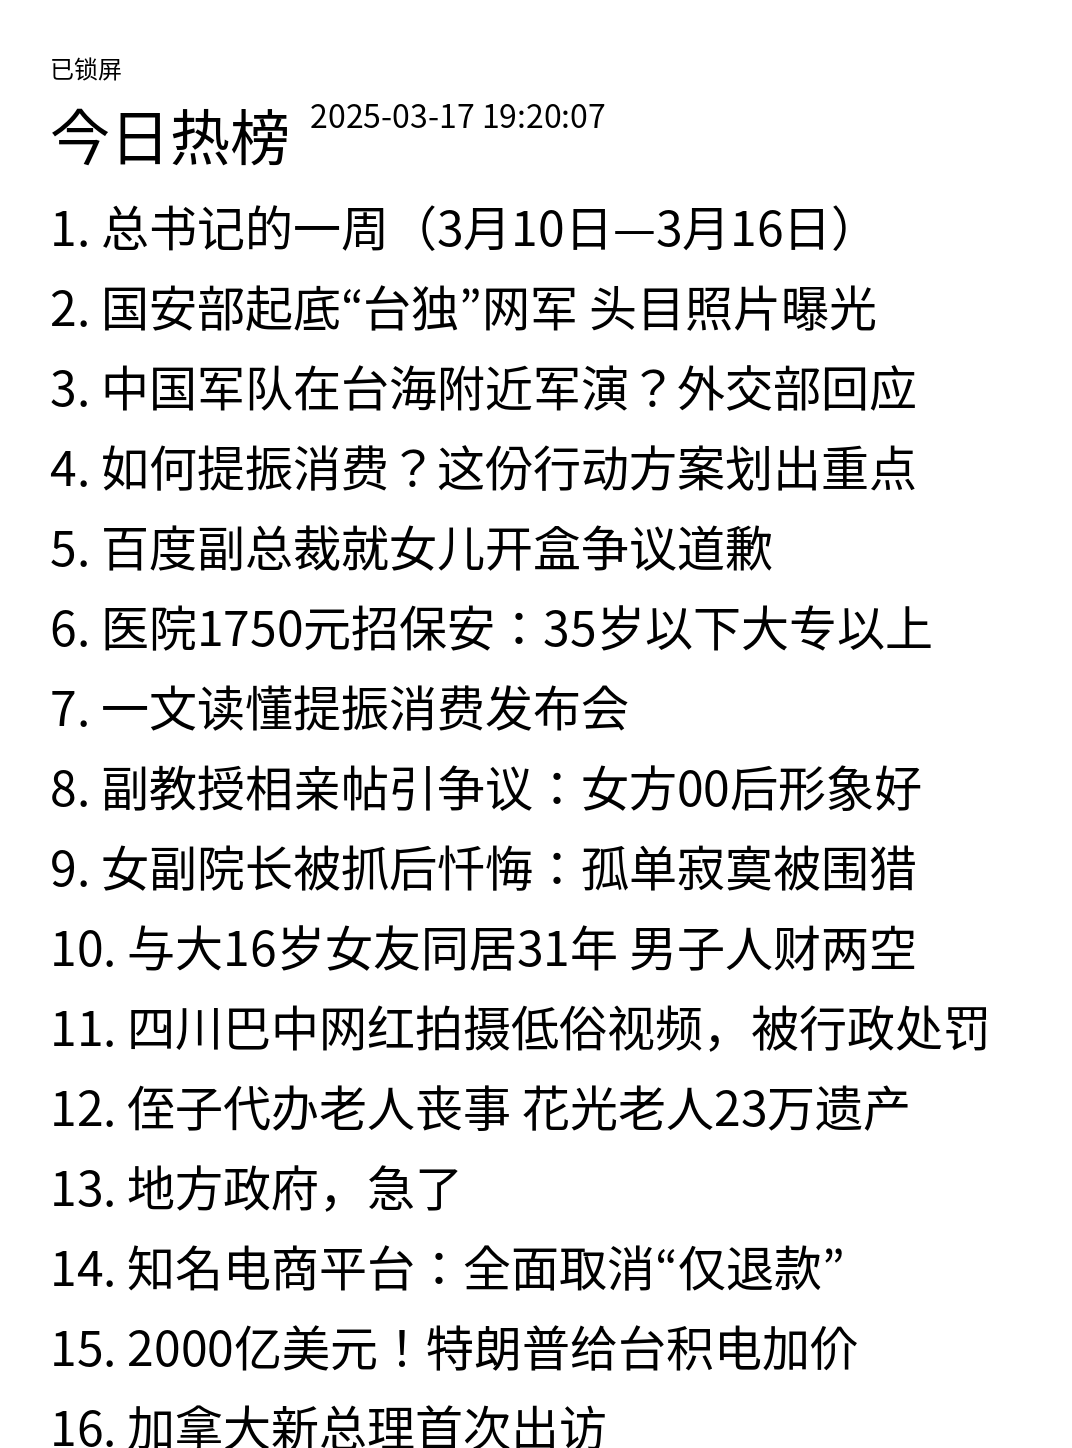 已锁屏
今日热榜 2025-03-17 19:20:07
1. 总书记的一周（3月10日—3月16日）
2. 国安部起底“台独”网军 头目照片曝光
3. 中国军队在台海附近军演？外交部回应
4. 如何提振消费？这份行动方案划出重点
5. 百度副总裁就女儿开盒争议道歉
6. 医院1750元招保安：35岁以下大专以上
7. 一文读懂提振消费发布会
8. 副教授相亲帖引争议：女方00后形象好
9. 女副院长被抓后忏悔：孤单寂寞被围猎
10. 与大16岁女友同居31年 男子人财两空
11. 四川巴中网红拍摄低俗视频，被行政处罚
12. 侄子代办老人丧事 花光老人23万遗产
13. 地方政府，急了
14. 知名电商平台：全面取消“仅退款”
15. 2000亿美元！特朗普给台积电加价
16. 加拿大新总理首次出访